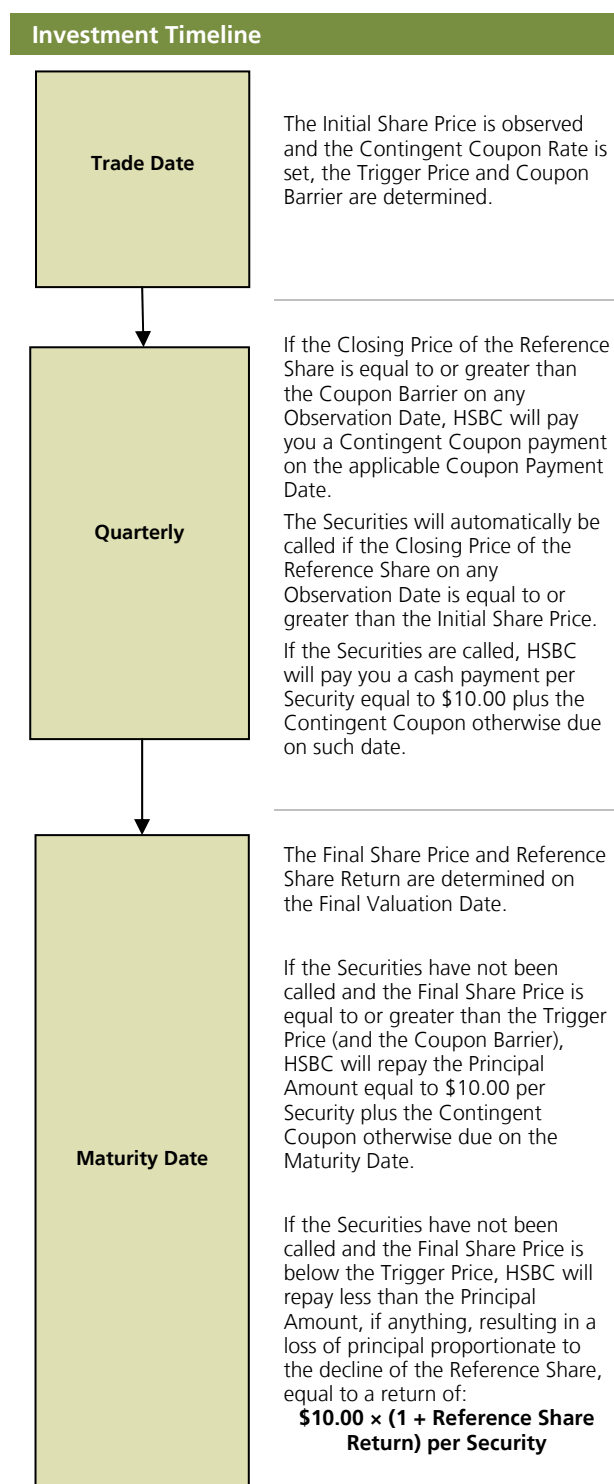 Investment Timeline
Trade Date
The Initial Share Price is observed
and the Contingent Coupon Rate is
set, the Trigger Price and Coupon
Barrier are determined.
Quarterly
If the Closing Price of the Reference
Share is equal to or greater than
the Coupon Barrier on any
Observation Date, HSBC will pay
you a Contingent Coupon payment
on the applicable Coupon Payment
Date.
The Securities will automatically be
called if the Closing Price of the
Reference Share on any
Observation Date is equal to or
greater than the Initial Share Price.
If the Securities are called, HSBC
will pay you a cash payment per
Security equal to $10.00 plus the
Contingent Coupon otherwise due
on such date.
Maturity Date
The Final Share Price and Reference
Share Return are determined on
the Final Valuation Date.
If the Securities have not been
called and the Final Share Price is
equal to or greater than the Trigger
Price (and the Coupon Barrier),
HSBC will repay the Principal
Amount equal to $10.00 per
Security plus the Contingent
Coupon otherwise due on the
Maturity Date.
If the Securities have not been
called and the Final Share Price is
below the Trigger Price, HSBC will
repay less than the Principal
Amount, if anything, resulting in a
loss of principal proportionate to
the decline of the Reference Share,
equal to a return of:
$10.00 × (1 + Reference Share
Return) per Security